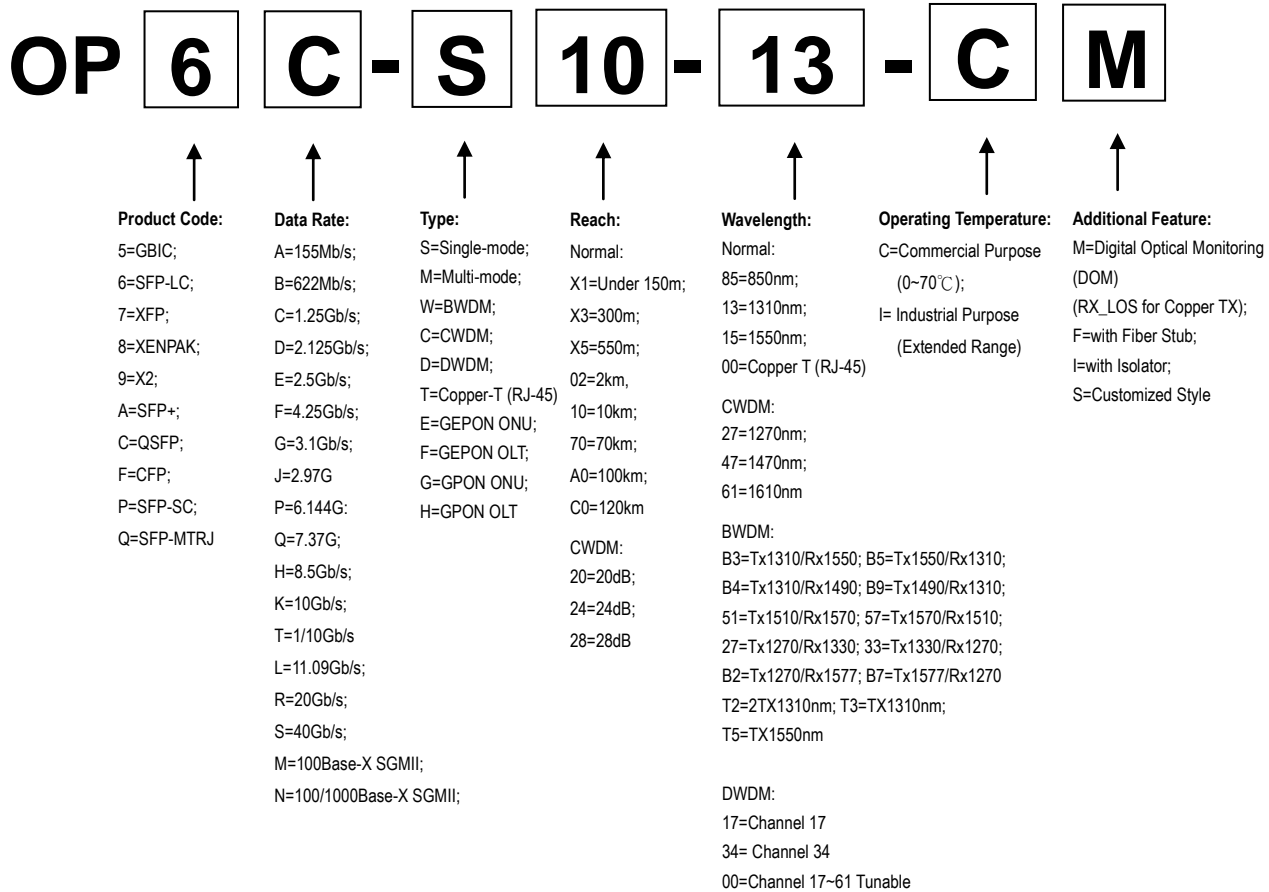 OP 6 C - S 10 - 13 - C M
Product Code:
5=GBIC;
6=SFP-LC;
7=XFP;
8=XENPAK;
9=X2;
A=SFP+;
C=QSFP;
F=CFP;
P=SFP-SC;
Q=SFP-MTRJ
Data Rate:
A=155Mb/s;
B=622Mb/s;
C=1.25Gb/s;
D=2.125Gb/s;
E=2.5Gb/s;
F=4.25Gb/s;
G=3.1Gb/s;
J=2.97G
P=6.144G:
Q=7.37G;
H=8.5Gb/s;
K=10Gb/s;
T=1/10Gb/s
L=11.09Gb/s;
R=20Gb/s;
S=40Gb/s;
M=100Base-X SGMII;
N=100/1000Base-X SGMII;
Type:
S=Single-mode;
M=Multi-mode;
W=BWDM;
C=CWDM;
D=DWDM;
T=Copper-T (RJ-45)
E=GEPON ONU;
F=GEPON OLT;
G=GPON ONU;
H=GPON OLT
Reach:
Normal:
X1=Under 150m;
X3=300m;
X5=550m;
02=2km,
10=10km;
70=70km;
A0=100km;
C0=120km
CWDM:
20=20dB;
24=24dB;
28=28dB
Wavelength:
Normal:
85=850nm;
13=1310nm;
15=1550nm;
00=Copper T (RJ-45)
CWDM:
27=1270nm;
47=1470nm;
61=1610nm
BWDM:
B3=Tx1310/Rx1550; B5=Tx1550/Rx1310;
B4=Tx1310/Rx1490; B9=Tx1490/Rx1310;
51=Tx1510/Rx1570; 57=Tx1570/Rx1510;
27=Tx1270/Rx1330; 33=Tx1330/Rx1270;
B2=Tx1270/Rx1577; B7=Tx1577/Rx1270
T2=2TX1310nm; T3=TX1310nm;
T5=TX1550nm
DWDM:
17=Channel 17
34= Channel 34
00=Channel 17~61 Tunable
Operating Temperature:
C=Commercial Purpose
(0~70℃);
I= Industrial Purpose
(Extended Range)
Additional Feature:
M=Digital Optical Monitoring
(DOM)
(RX_LOS for Copper TX);
F=with Fiber Stub;
I=with Isolator;
S=Customized Style